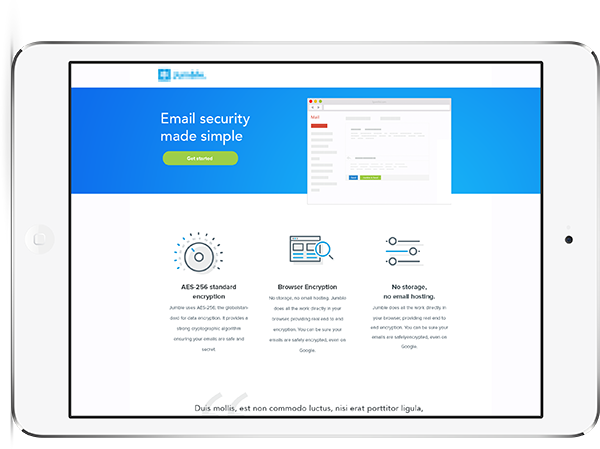 Email security
made simple
Get started
Mail
AES-256 standard
encryption
Jumble uses AES-256, the
for data encryption. It provides a
strong cryptographic algorithm
ensuring your emails are safe and
secret.
Browser Encryption
No storage, no email hosting. Jumble
does all the work directly in your
browser, providing real end to end
encryption. You can be sure your
emails are safely encrypted, even on
Google.
No storage,
no email hosting.
Jumble does all the work directly in
your browser, providing real end to
end encryption. You can be sure your
emails are safely encrypted, even on
Google.
Duis mollis, est non commodo luctus, nisi erat porttitor ligula,